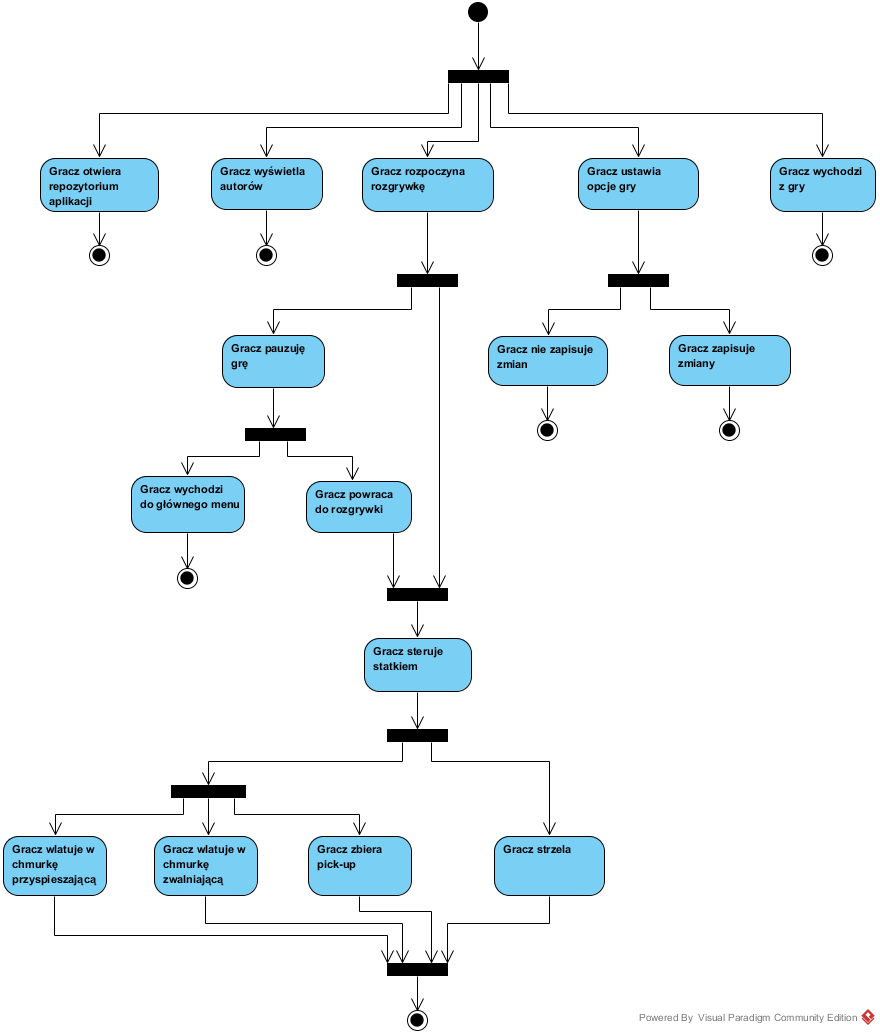 Gracz otwiera
repozytorium
aplikacji
Gracz wyświetla
autorów
Gracz rozpoczyna
rozgrywkę
Gracz ustawia
opcje gry
Gracz wychodzi
z gry
Gracz pauzuję
grę
Gracz nie zapisuje
zmian
Gracz zapisuje
zmiany
Gracz wychodzi
do głównego menu
Gracz powraca
do rozgrywki
Gracz steruje
statkiem
Gracz wlatuje w
chmurkę
przyspieszającą
Gracz wlatuje w
chmurkę
zwalniającą
Gracz zbiera
pick-up
Gracz strzela
Powered By Visual Paradigm Community Edition